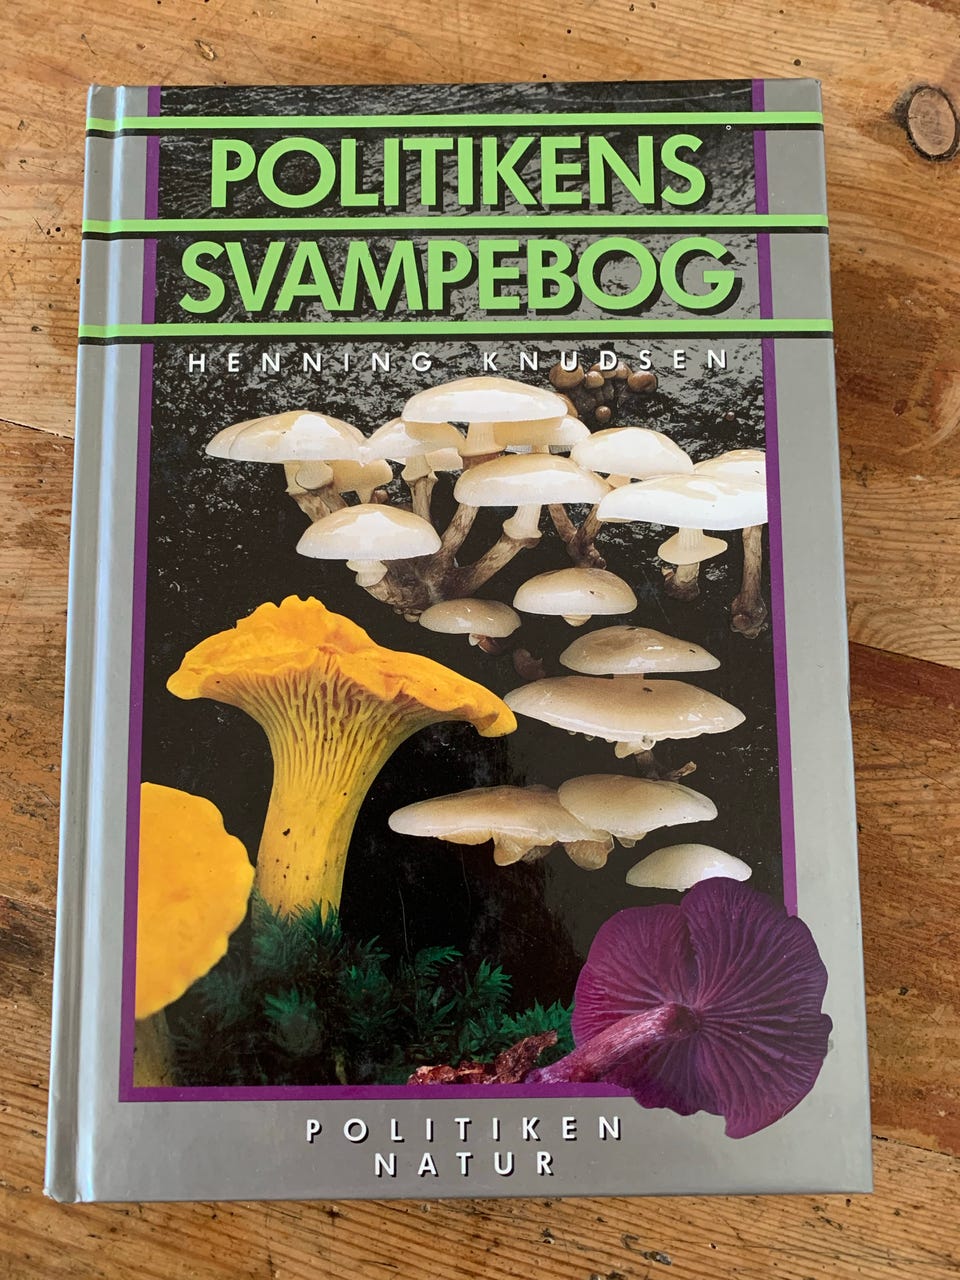 POLITIKENS
SVAMPEBOG
HENNING KNUDSEN
POLITIKEN
NATUR